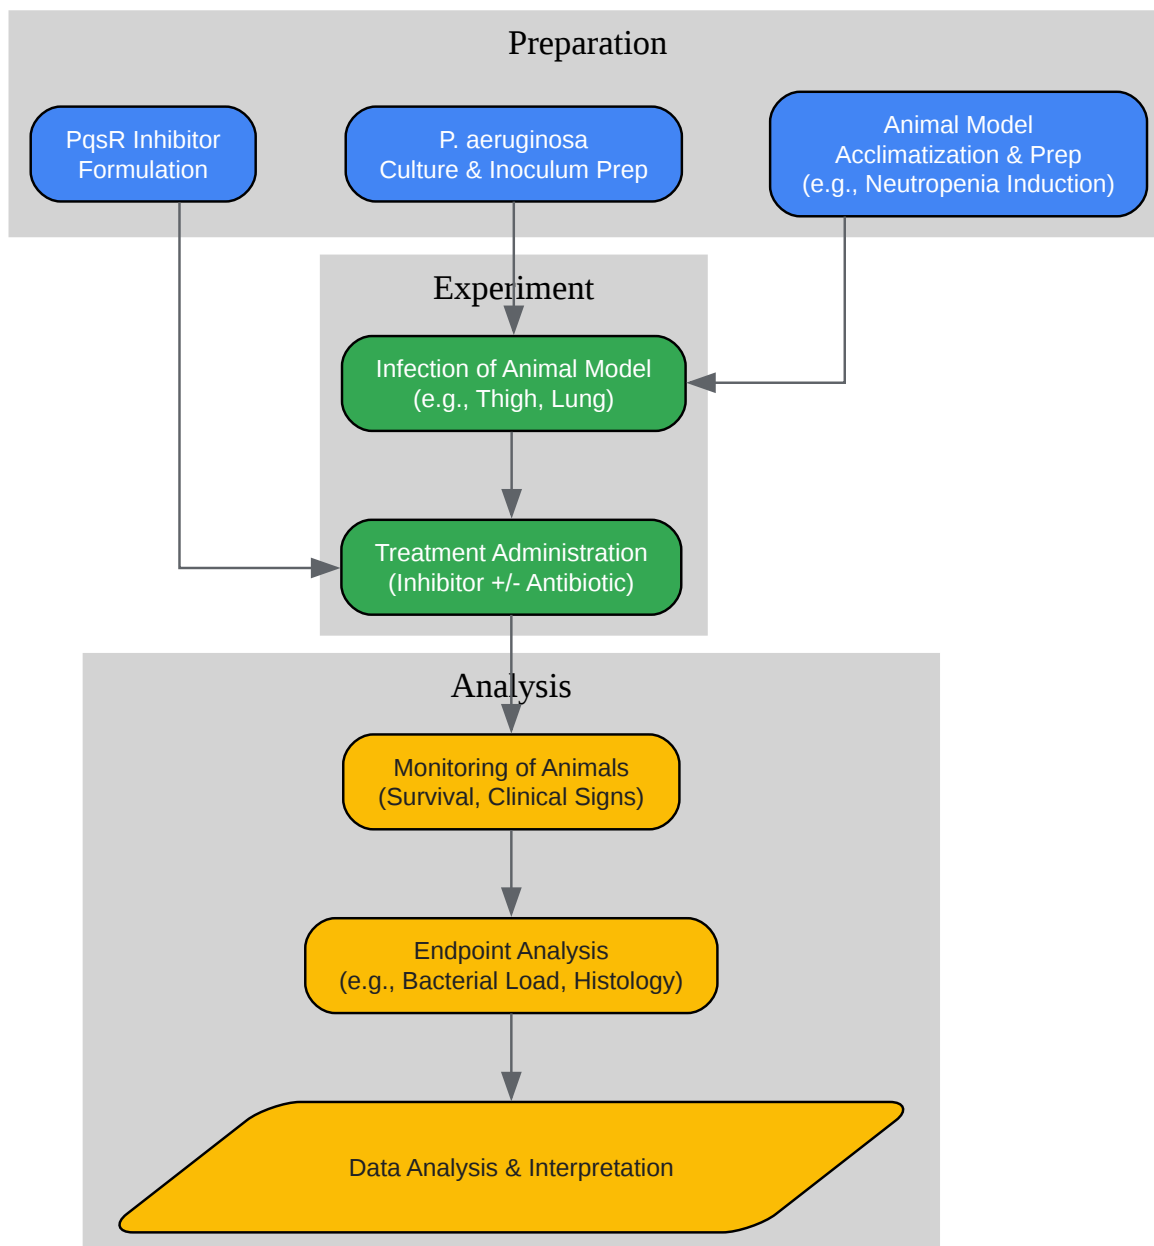 Preparation
PqsR Inhibitor
Formulation
P. aeruginosa
Culture & Inoculum Prep
Animal Model
Acclimatization & Prep
(e.g., Neutropenia Induction)
Experiment
Infection of Animal Model
(e.g., Thigh, Lung)
Treatment Administration
(Inhibitor +/- Antibiotic)
Analysis
Monitoring of Animals
(Survival, Clinical Signs)
Endpoint Analysis
(e.g., Bacterial Load, Histology)
Data Analysis & Interpretation